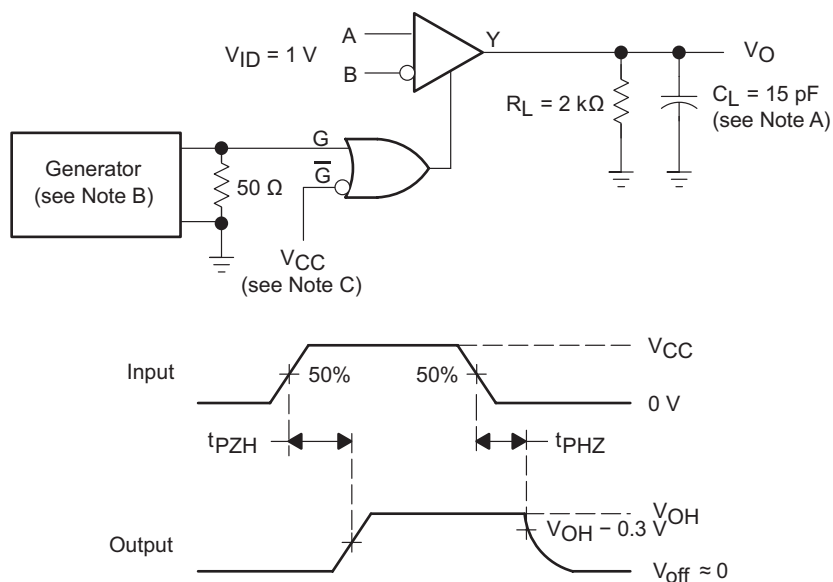 A
Y
V_O
V_ID = 1 V
B
R_L = 2 kΩ
C_L = 15 pF
(see Note A)
G
G̅
Generator
(see Note B)
50 Ω
V_CC
(see Note C)
V_CC
Input
50%
50%
0 V
t_PZH
t_PHZ
V_OH
V_OH − 0.3 V
Output
V_off ≈ 0